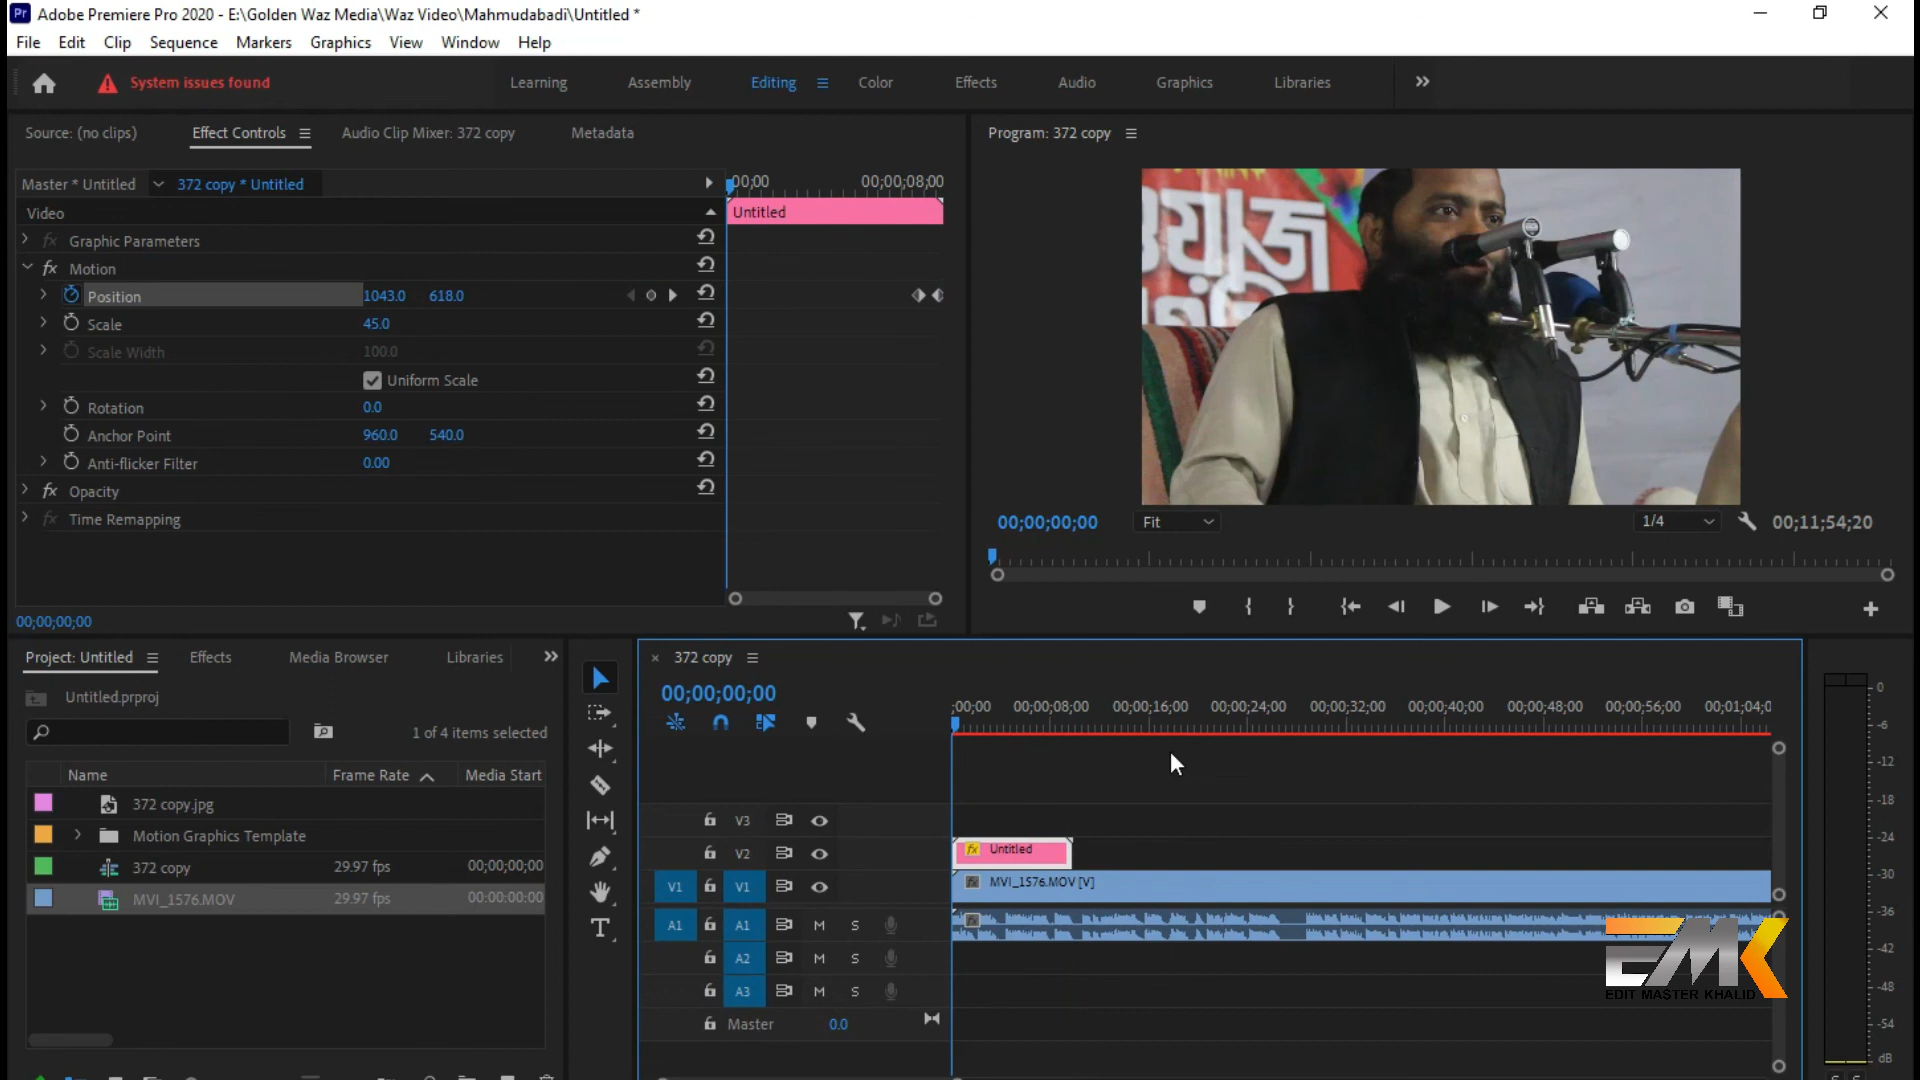 Pr Adobe Premiere Pro 2020 - E:\Golden Waz Media\Waz Video\Mahmudabadi\Untitled *
File Edit Clip Sequence Markers Graphics View Window Help
System issues found Learning Assembly Editing Color Effects Audio Graphics Libraries
Source: (no clips) Effect Controls Audio Clip Mixer: 372 copy Metadata
Program: 372 copy
Master * Untitled 372 copy * Untitled
;00;00 00;00;08;00
Video
Untitled
fx Graphic Parameters
fx Motion
Position 1043.0 618.0
Scale 45.0
Scale Width 100.0
Uniform Scale
Rotation 0.0
Anchor Point 960.0 540.0
Anti-flicker Filter 0.00
fx Opacity
fx Time Remapping
00;00;00;00
00;00;00;00 Fit 1/4 00;11;54;20
Project: Untitled Effects Media Browser Libraries
Untitled.prproj
1 of 4 items selected
Name Frame Rate Media Start
372 copy.jpg
Motion Graphics Template
372 copy 29.97 fps 00;00;00;00
MVI_1576.MOV 29.97 fps 00:00:00:00
T
× 372 copy
00;00;00;00
;00;00 00;00;08;00 00;00;16;00 00;00;24;00 00;00;32;00 00;00;40;00 00;00;48;00 00;00;56;00 00;01;04;0
V3
V2 fx Untitled
V1 V1 fx MVI_1576.MOV [V]
A1 A1 M S fx
A2 M S
A3 M S
Master 0.0
0
-6
-12
-18
-24
-30
-36
-42
-48
-54
dB
S S
EMK
EDIT MASTER KHALID